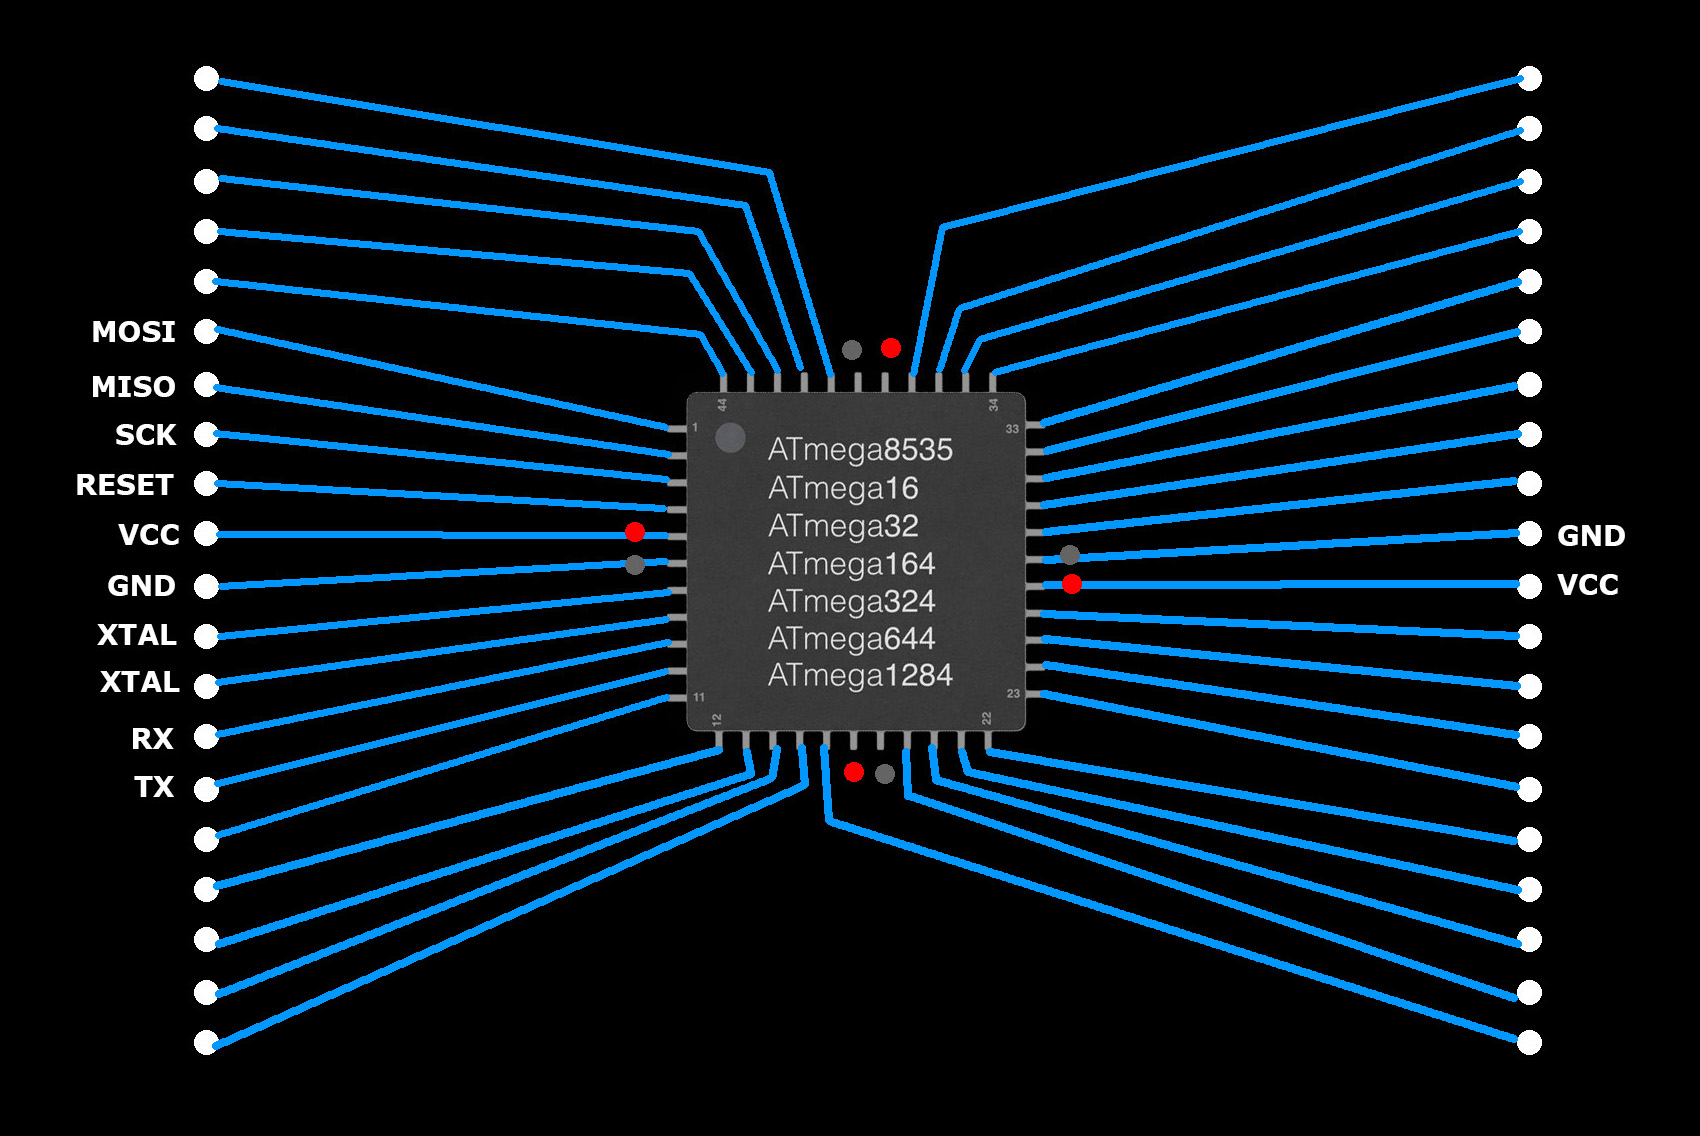 MOSI
MISO
SCK
RESET
VCC
GND
XTAL
XTAL
RX
TX
44
34
1
33
ATmega8535
ATmega16
ATmega32
ATmega164
ATmega324
ATmega644
ATmega1284
11
23
12
22
GND
VCC